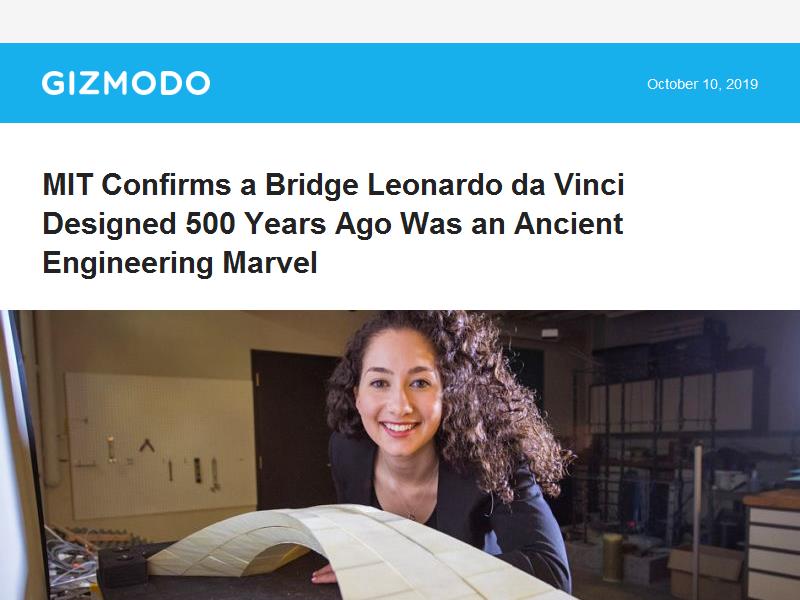 GIZMODO
October 10, 2019
MIT Confirms a Bridge Leonardo da Vinci
Designed 500 Years Ago Was an Ancient
Engineering Marvel